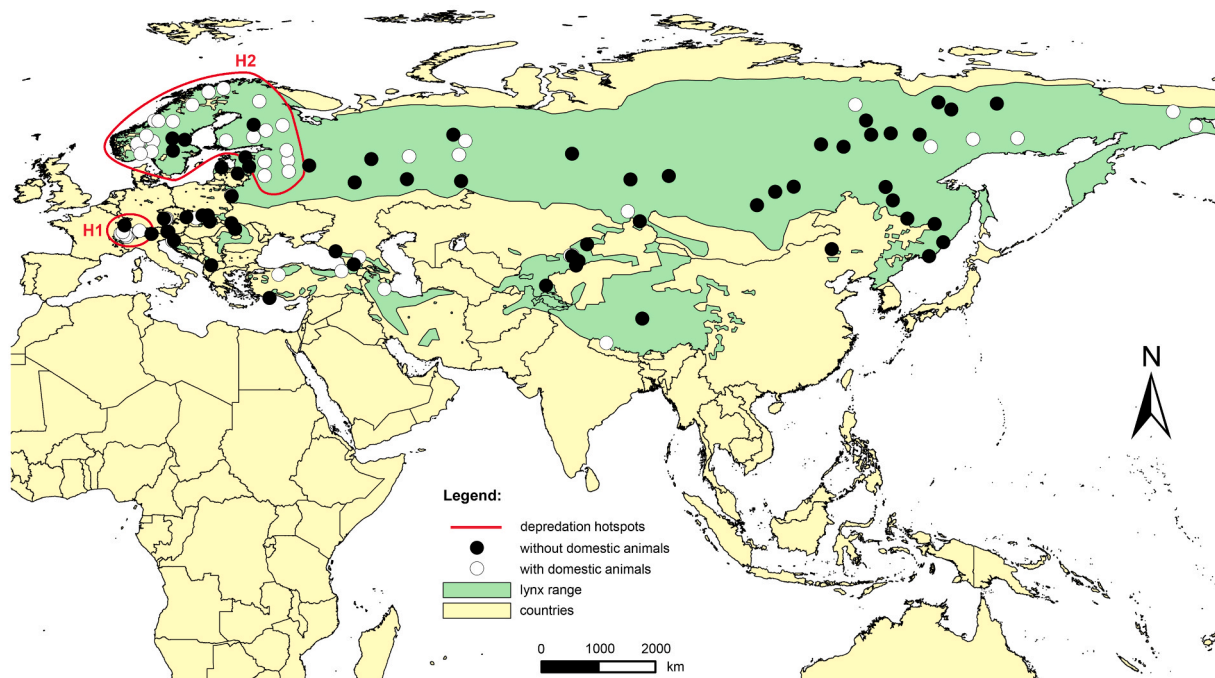 H2
H1
N
Legend:
depredation hotspots
without domestic animals
with domestic animals
lynx range
countries
0 1000 2000
km